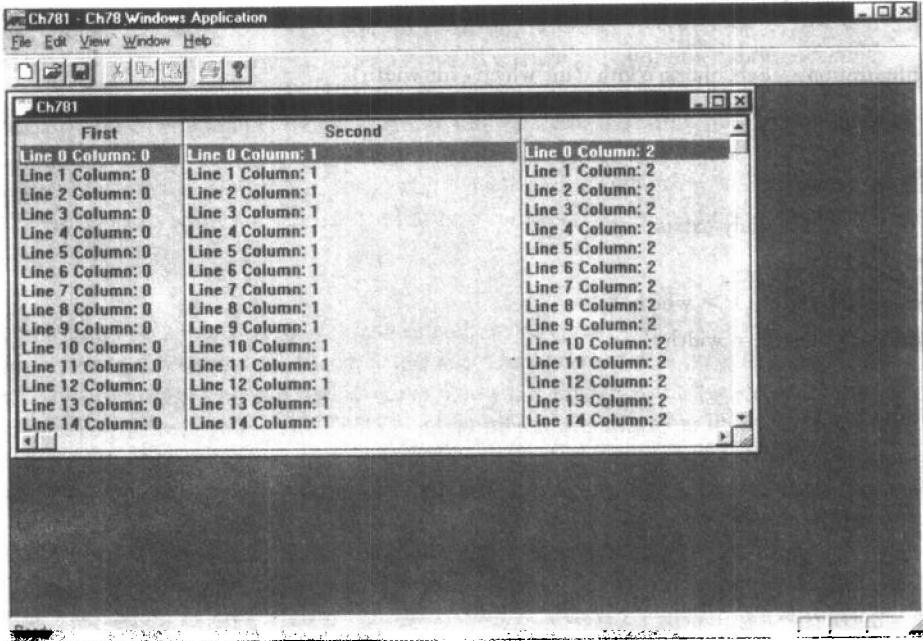 Ch781 - Ch78 Windows Application
File Edit View Window Help
Ch781
First Second
Line 0 Column: 0 Line 0 Column: 1 Line 0 Column: 2
Line 1 Column: 0 Line 1 Column: 1 Line 1 Column: 2
Line 2 Column: 0 Line 2 Column: 1 Line 2 Column: 2
Line 3 Column: 0 Line 3 Column: 1 Line 3 Column: 2
Line 4 Column: 0 Line 4 Column: 1 Line 4 Column: 2
Line 5 Column: 0 Line 5 Column: 1 Line 5 Column: 2
Line 6 Column: 0 Line 6 Column: 1 Line 6 Column: 2
Line 7 Column: 0 Line 7 Column: 1 Line 7 Column: 2
Line 8 Column: 0 Line 8 Column: 1 Line 8 Column: 2
Line 9 Column: 0 Line 9 Column: 1 Line 9 Column: 2
Line 10 Column: 0 Line 10 Column: 1 Line 10 Column: 2
Line 11 Column: 0 Line 11 Column: 1 Line 11 Column: 2
Line 12 Column: 0 Line 12 Column: 1 Line 12 Column: 2
Line 13 Column: 0 Line 13 Column: 1 Line 13 Column: 2
Line 14 Column: 0 Line 14 Column: 1 Line 14 Column: 2